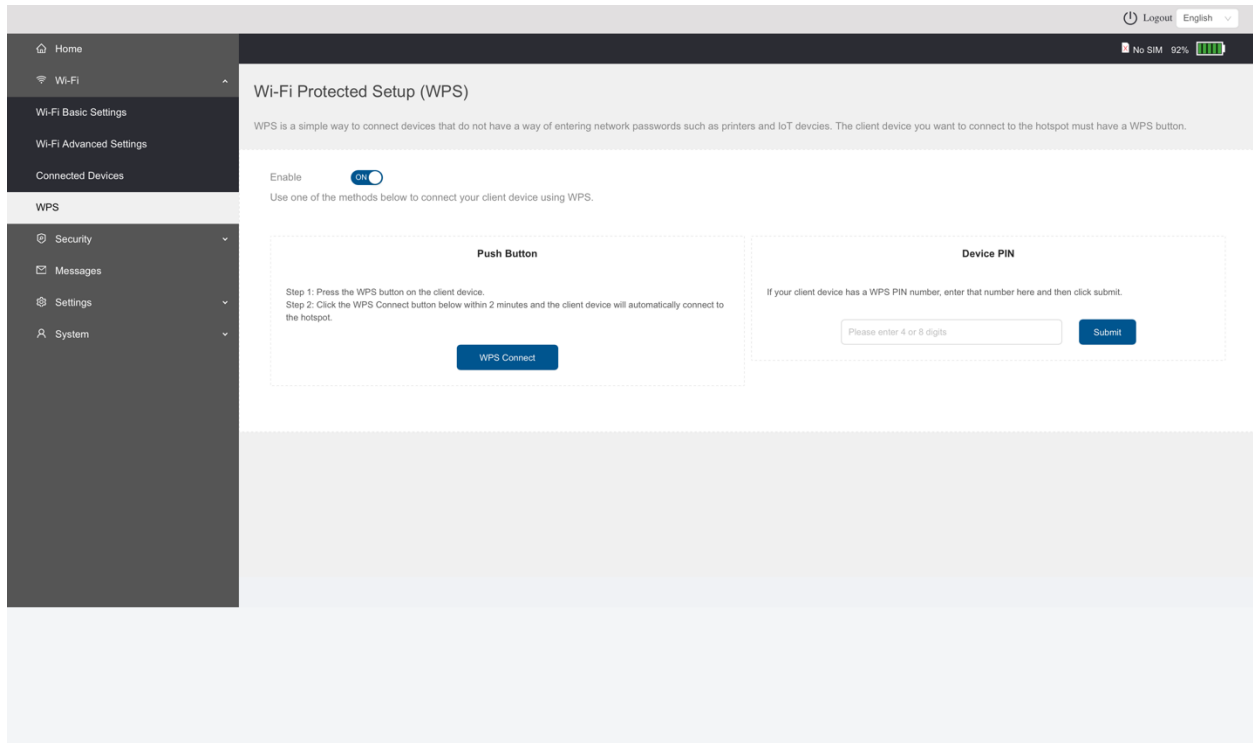 Logout English
No SIM 92%
Home
Wi-Fi
Wi-Fi Basic Settings
Wi-Fi Advanced Settings
Connected Devices
WPS
Security
Messages
Settings
System
Wi-Fi Protected Setup (WPS)
WPS is a simple way to connect devices that do not have a way of entering network passwords such as printers and IoT devcies. The client device you want to connect to the hotspot must have a WPS button.
Enable ON
Use one of the methods below to connect your client device using WPS.
Push Button
Step 1: Press the WPS button on the client device.
Step 2: Click the WPS Connect button below within 2 minutes and the client device will automatically connect to
the hotspot.
WPS Connect
Device PIN
If your client device has a WPS PIN number, enter that number here and then click submit.
Please enter 4 or 8 digits
Submit